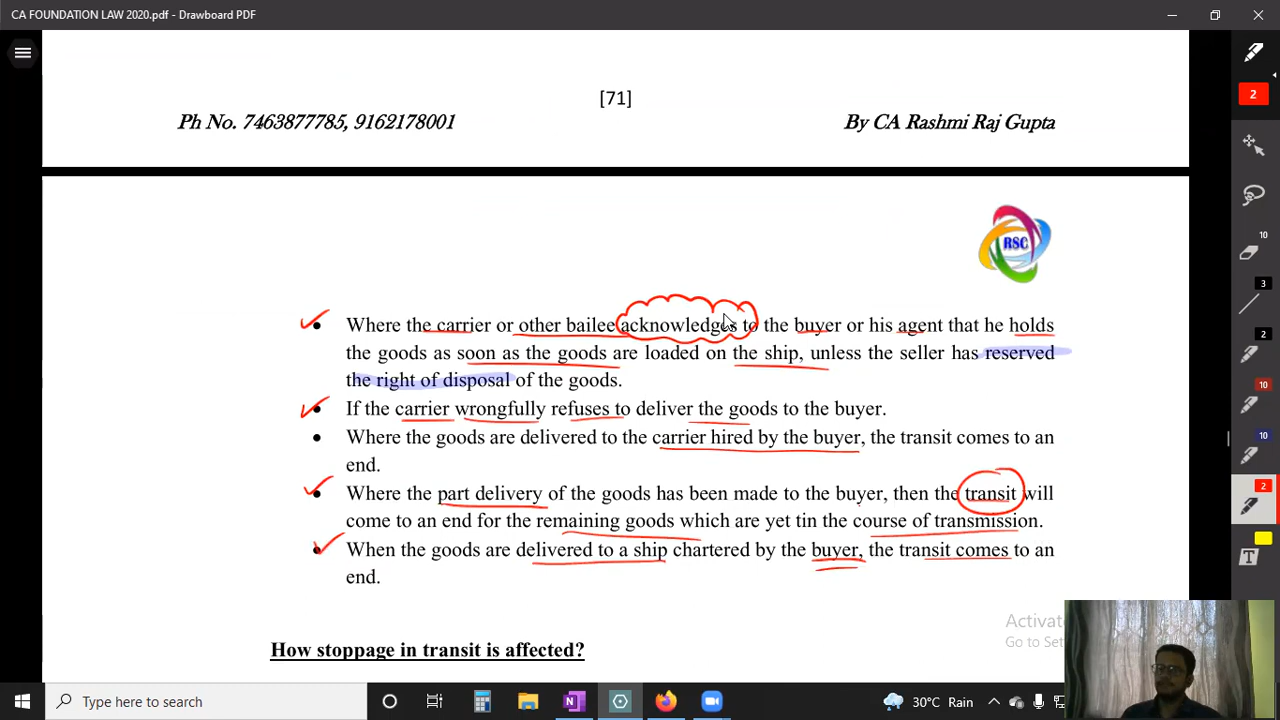 CA FOUNDATION LAW 2020.pdf - Drawboard PDF
[71]
Ph No. 7463877785, 9162178001 By CA Rashmi Raj Gupta
2
RSC
10
3
2
10
10
2
T
• Where the carrier or other bailee acknowledges to the buyer or his agent that he holds
the goods as soon as the goods are loaded on the ship, unless the seller has reserved
the right of disposal of the goods.
• If the carrier wrongfully refuses to deliver the goods to the buyer.
• Where the goods are delivered to the carrier hired by the buyer, the transit comes to an
end.
• Where the part delivery of the goods has been made to the buyer, then the transit will
come to an end for the remaining goods which are yet tin the course of transmission.
• When the goods are delivered to a ship chartered by the buyer, the transit comes to an
end.
How stoppage in transit is affected?
Activat
Go to Set
Type here to search
30°C Rain